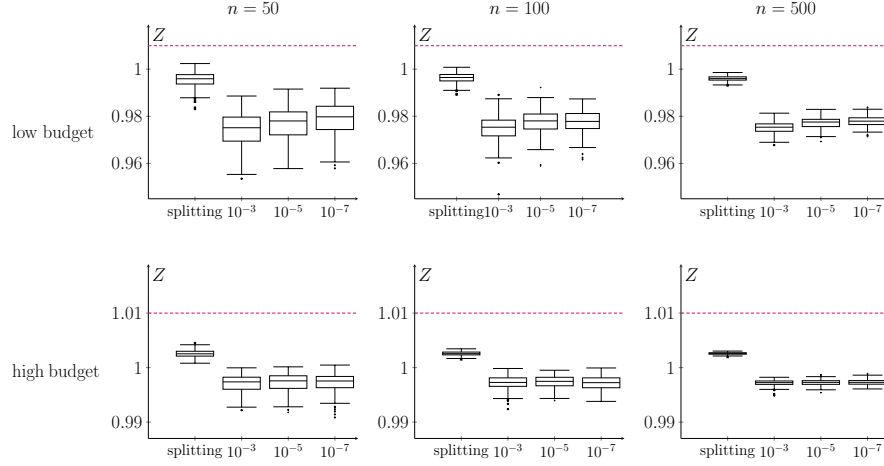 n = 50 n = 100 n = 500
Z Z Z
1 1 1
0.98 0.98 0.98
low budget
0.96 0.96 0.96
splitting 10⁻³ 10⁻⁵ 10⁻⁷ splitting 10⁻³ 10⁻⁵ 10⁻⁷ splitting 10⁻³ 10⁻⁵ 10⁻⁷
Z Z Z
1.01 1.01 1.01
high budget
1 1 1
0.99 0.99 0.99
splitting 10⁻³ 10⁻⁵ 10⁻⁷ splitting 10⁻³ 10⁻⁵ 10⁻⁷ splitting 10⁻³ 10⁻⁵ 10⁻⁷